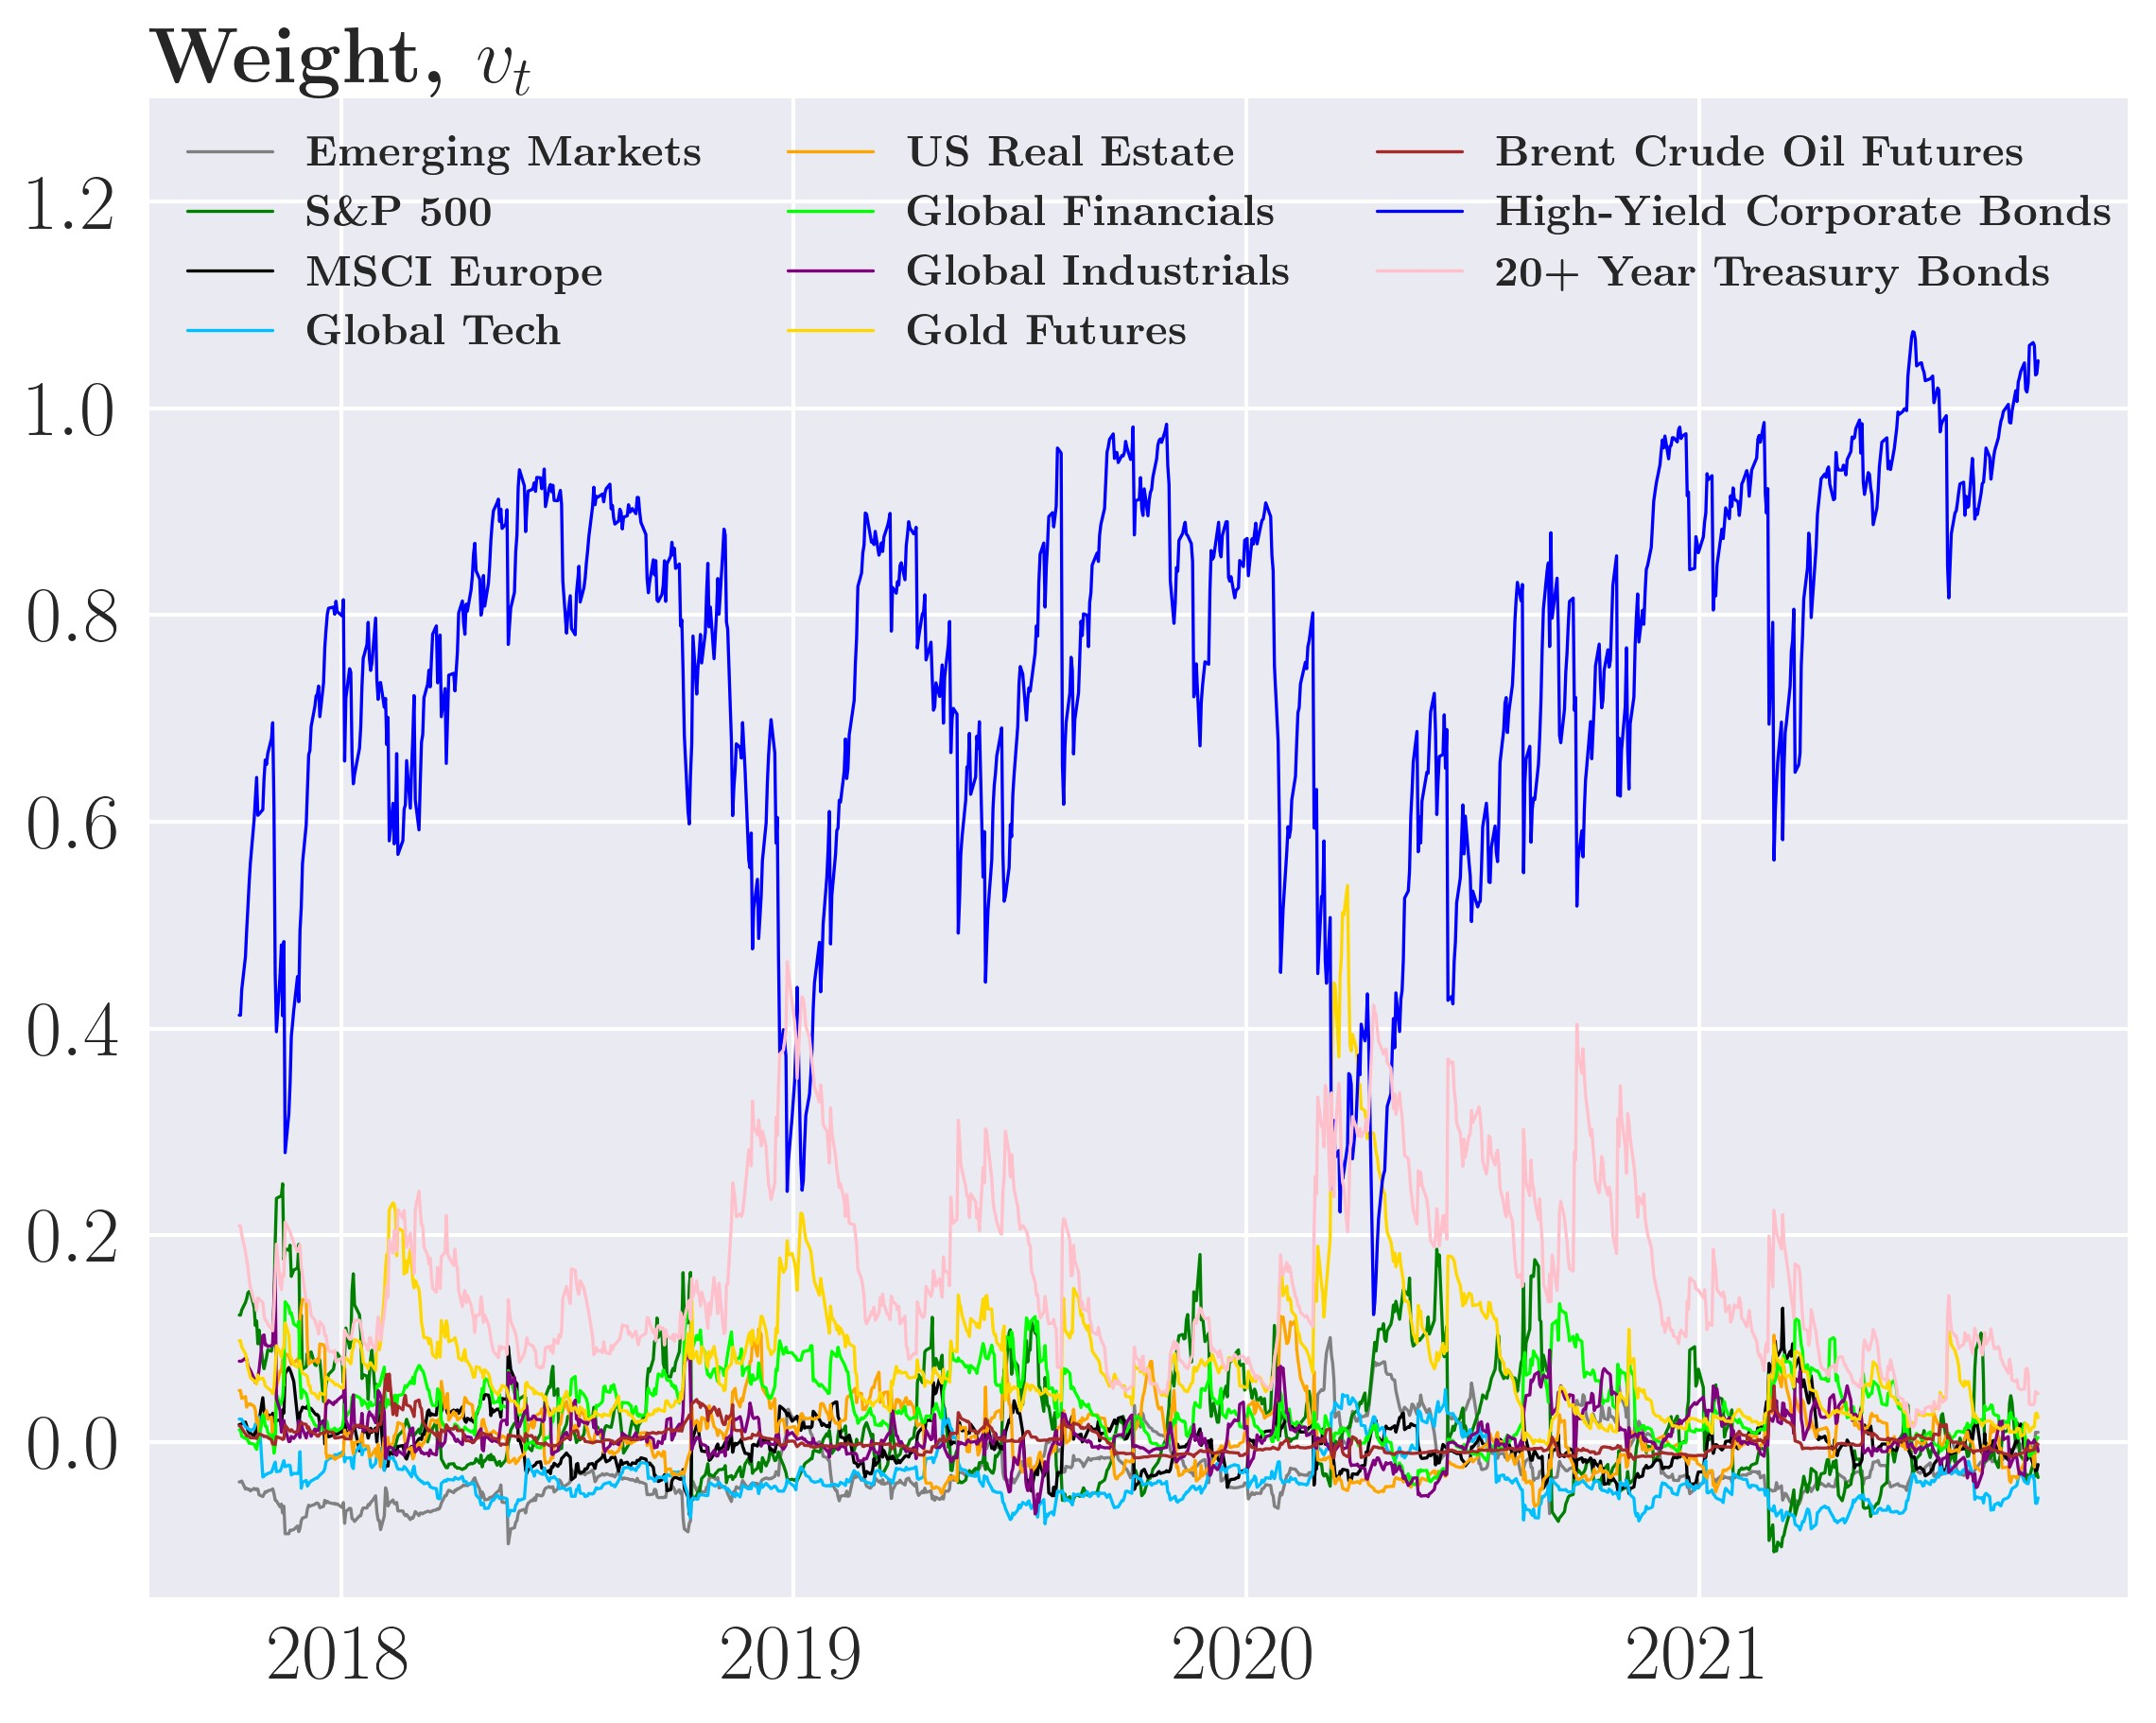 Weight, v_t
Emerging Markets
S&P 500
MSCI Europe
Global Tech
US Real Estate
Global Financials
Global Industrials
Gold Futures
Brent Crude Oil Futures
High-Yield Corporate Bonds
20+ Year Treasury Bonds
1.2
1.0
0.8
0.6
0.4
0.2
0.0
2018 2019 2020 2021